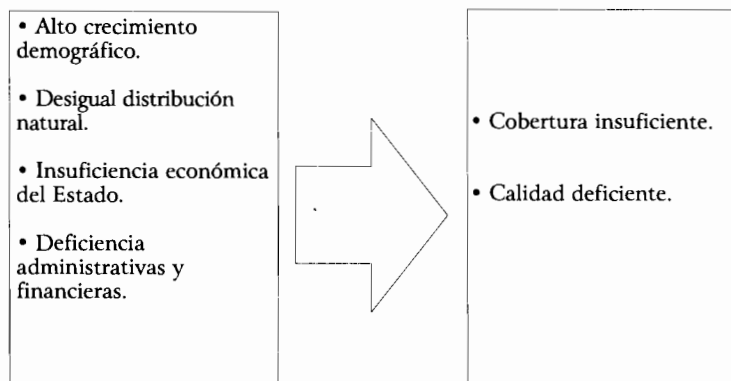 • Alto crecimiento
demográfico.
• Desigual distribución
natural.
• Insuficiencia económica
del Estado.
• Deficiencia
administrativas y
financieras.
• Cobertura insuficiente.
• Calidad deficiente.